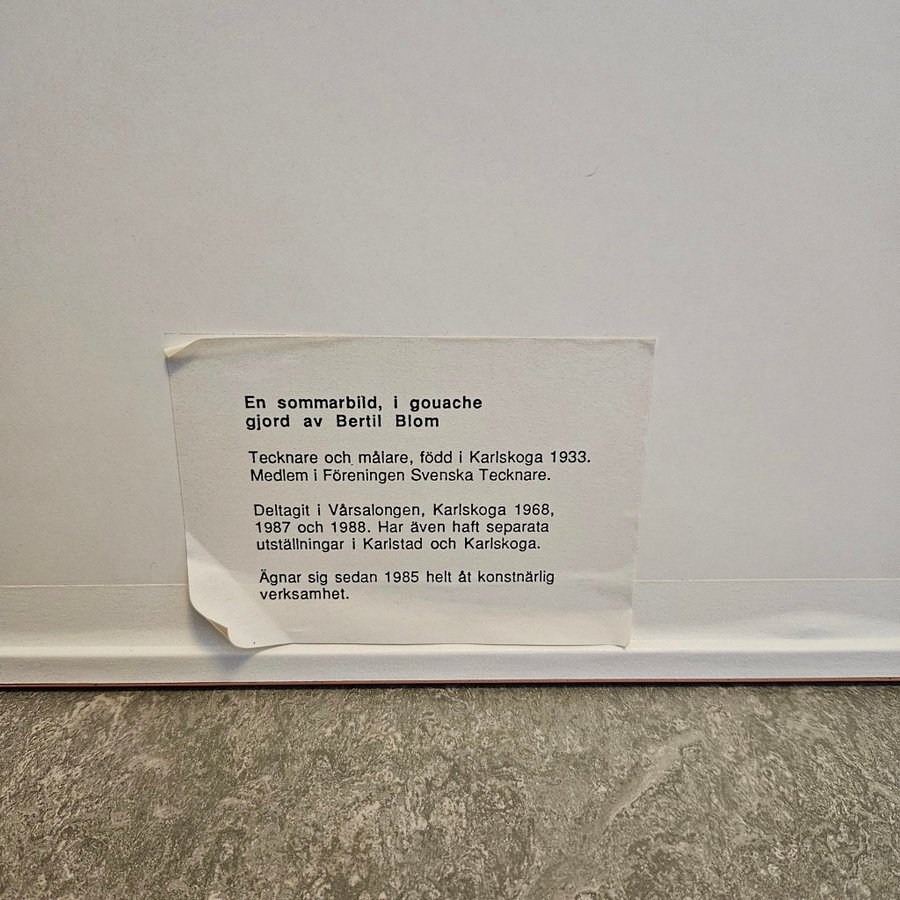 En sommarbild, i gouache
gjord av Bertil Blom
Tecknare och målare, född i Karlskoga 1933.
Medlem i Föreningen Svenska Tecknare.
Deltagit i Vårsalongen, Karlskoga 1968,
1987 och 1988. Har även haft separata
utställningar i Karlstad och Karlskoga.
Ägnar sig sedan 1985 helt åt konstnärlig
verksamhet.